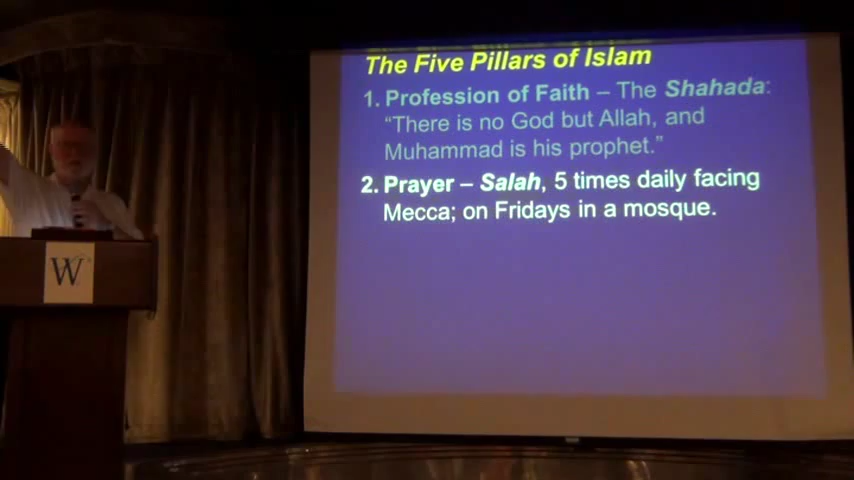 The Five Pillars of Islam
1. Profession of Faith – The Shahada:
“There is no God but Allah, and
Muhammad is his prophet.”
2. Prayer – Salah, 5 times daily facing
Mecca; on Fridays in a mosque.
W